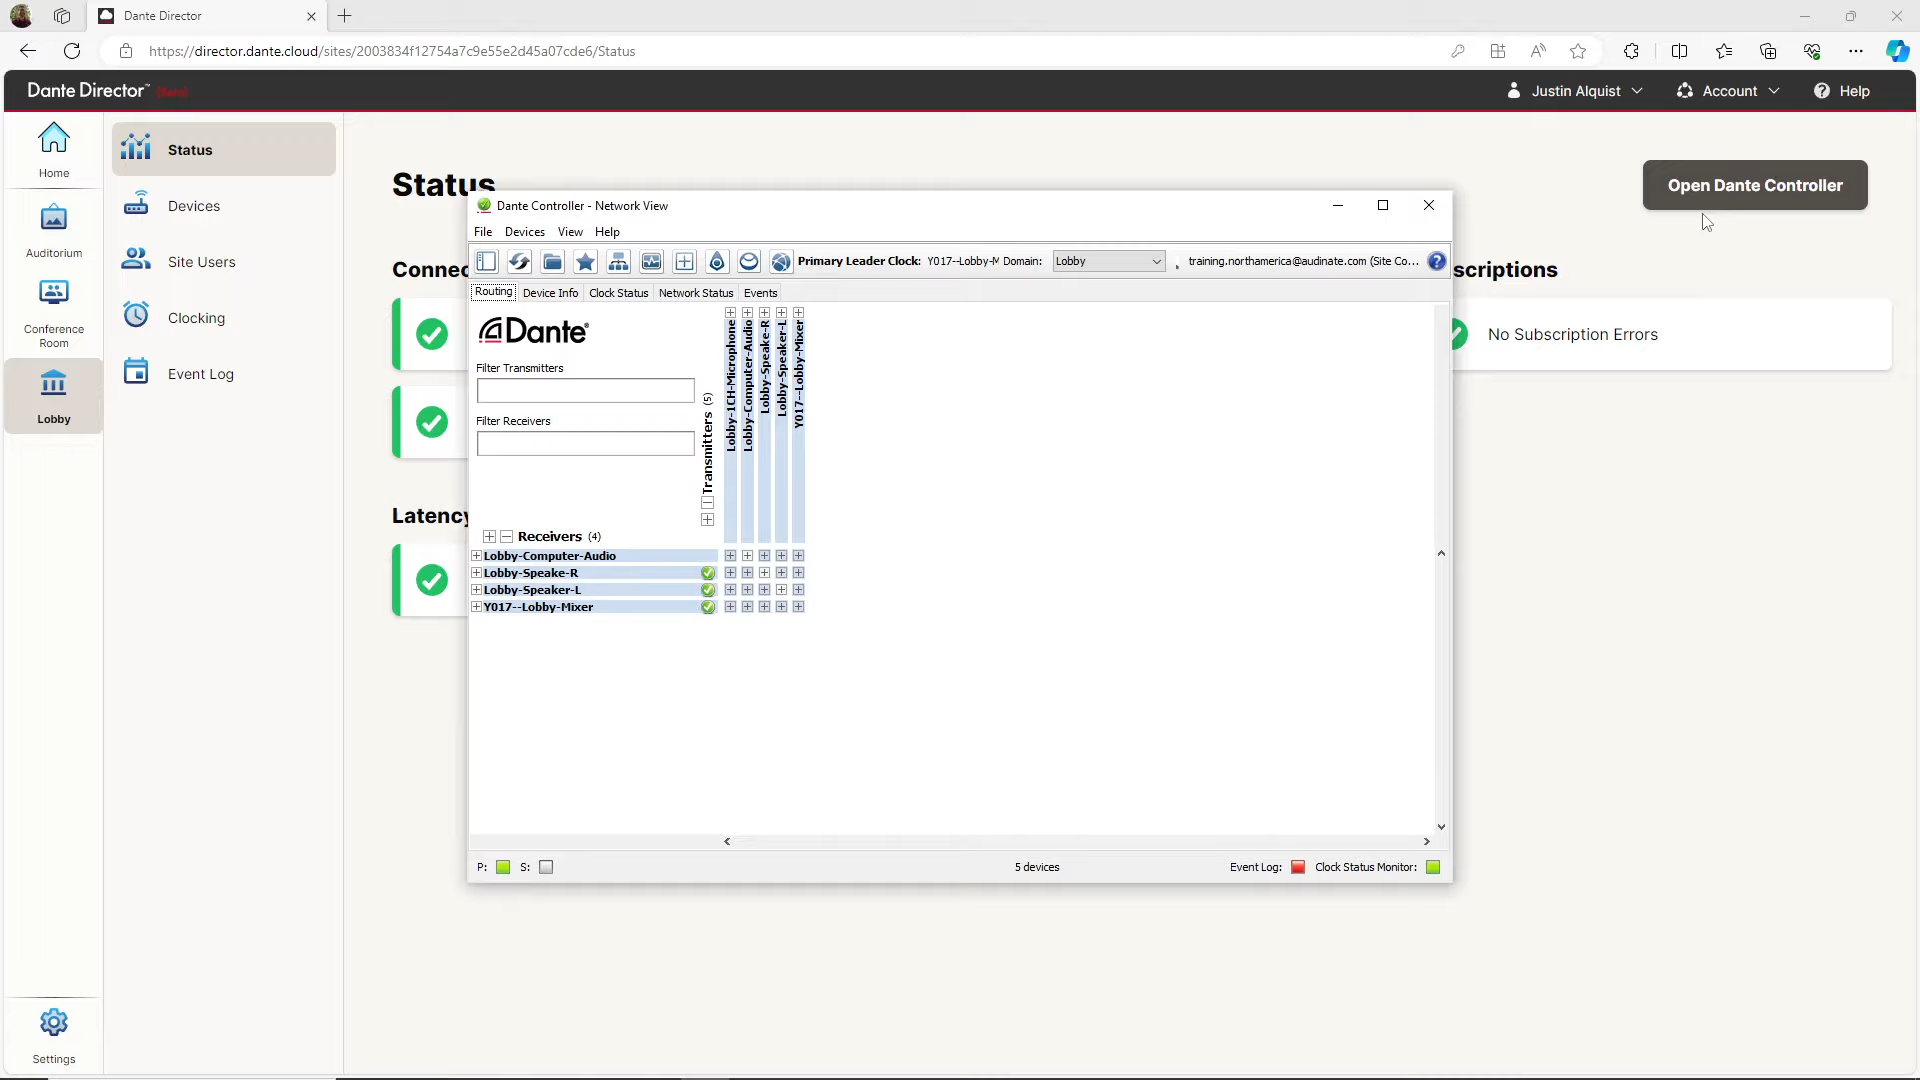 Dante Director
https://director.dante.cloud/sites/2003834f12754a7c9e55e2d45a07cde6/Status
Dante Director™ (Beta)
Justin Alquist
Account
Help
Home
Auditorium
Conference
Room
Lobby
Settings
Status
Devices
Site Users
Clocking
Event Log
Status
Open Dante Controller
Connec
scriptions
No Subscription Errors
Latency
Dante Controller - Network View
File Devices View Help
Primary Leader Clock: Y017--Lobby-M Domain: Lobby training.northamerica@audinate.com (Site Co...
Routing Device Info Clock Status Network Status Events
Dante®
Filter Transmitters
Filter Receivers
Transmitters (5)
Lobby-1CH-Microphone
Lobby-Computer-Audio
Lobby-Speake-R
Lobby-Speaker-L
Y017--Lobby-Mixer
Receivers (4)
Lobby-Computer-Audio
Lobby-Speake-R
Lobby-Speaker-L
Y017--Lobby-Mixer
P: S: 5 devices Event Log: Clock Status Monitor: